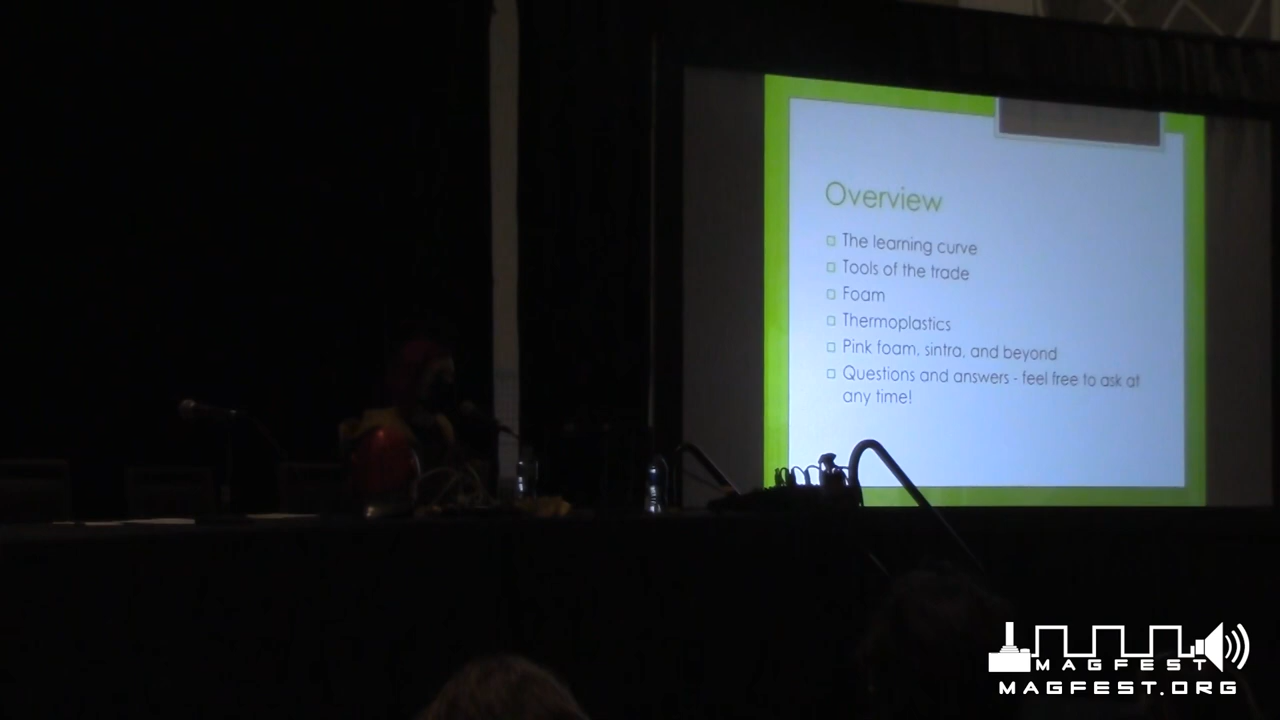 Overview
The learning curve
Tools of the trade
Foam
Thermoplastics
Pink foam, sintra, and beyond
Questions and answers - feel free to ask at
any time!
MAGFEST
MAGFEST.ORG